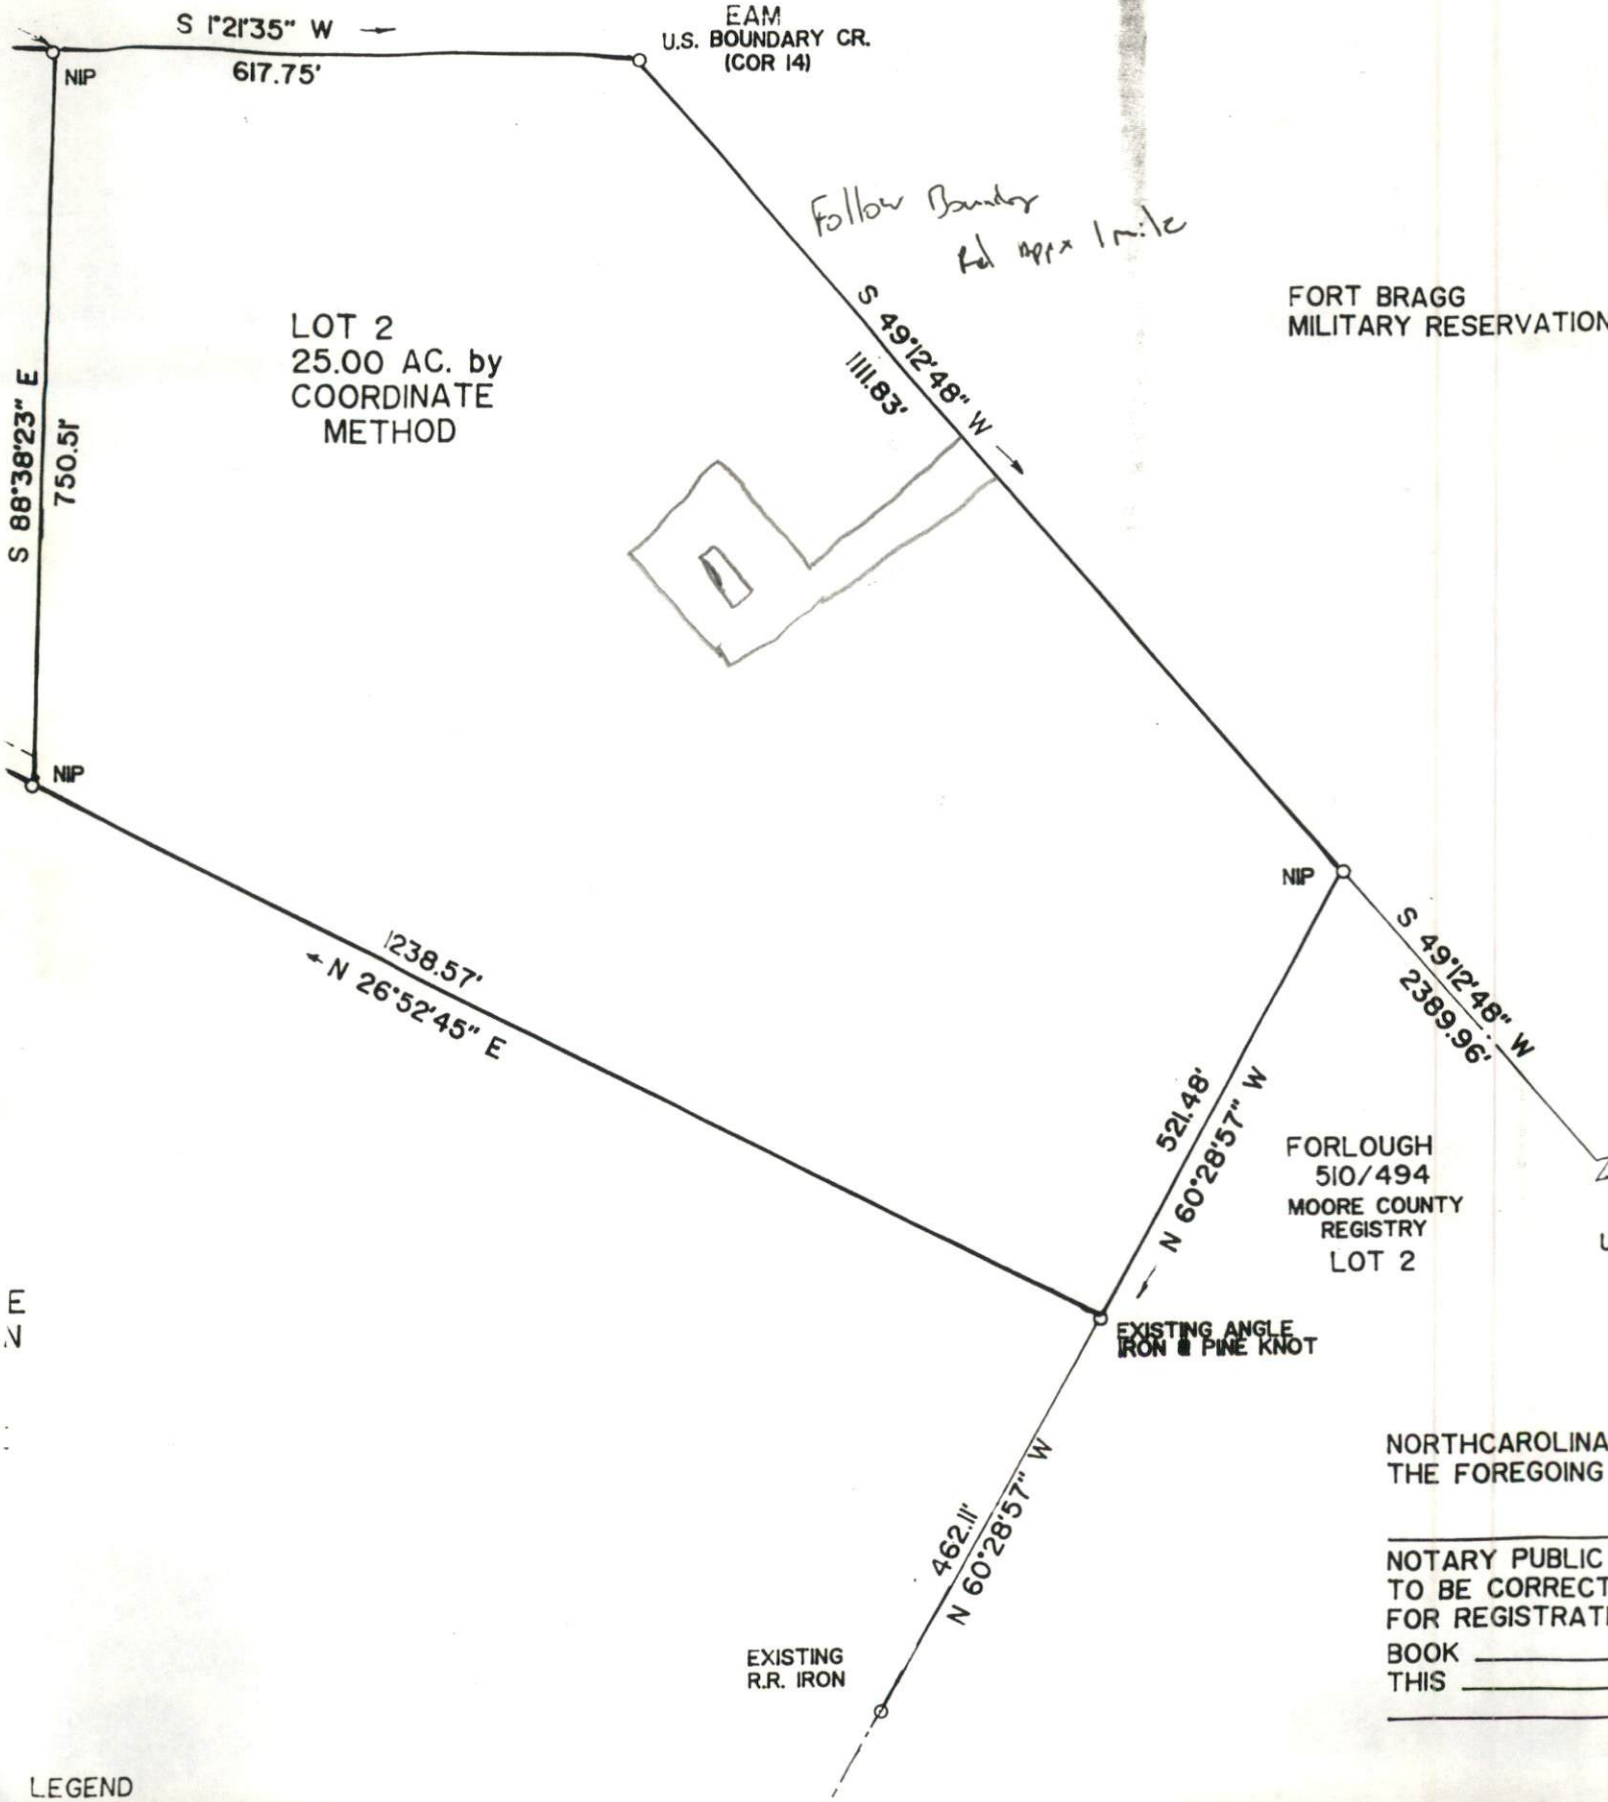 S 1°21'35" W
617.75'
NIP
EAM
U.S. BOUNDARY CR.
(COR 14)
Follow Boundary
Rd appx 1 mile
S 49°12'48" W
1111.83'
FORT BRAGG
MILITARY RESERVATION
LOT 2
25.00 AC. by
COORDINATE
METHOD
S 88°38'23" E
750.51'
NIP
NIP
1238.57'
N 26°52'45" E
S 49°12'48" W
2389.96'
521.48'
N 60°28'57" W
FORLOUGH
510/494
MOORE COUNTY
REGISTRY
LOT 2
E
N
EXISTING ANGLE
IRON & PINE KNOT
462.11'
N 60°28'57" W
NORTHCAROLINA
THE FOREGOING
NOTARY PUBLIC
TO BE CORRECT
FOR REGISTRATI
BOOK
THIS
EXISTING
R.R. IRON
LEGEND